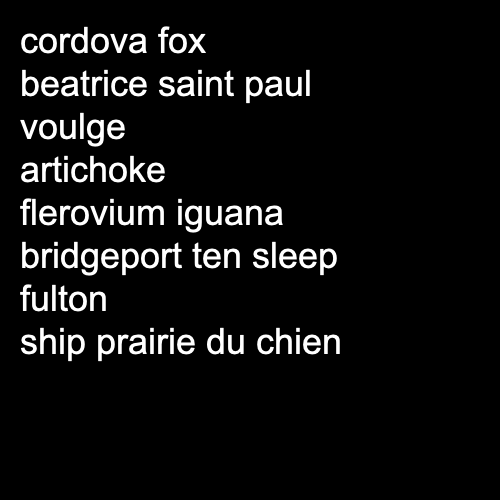 cordova fox
beatrice saint paul
voulge
artichoke
flerovium iguana
bridgeport ten sleep
fulton
ship prairie du chien